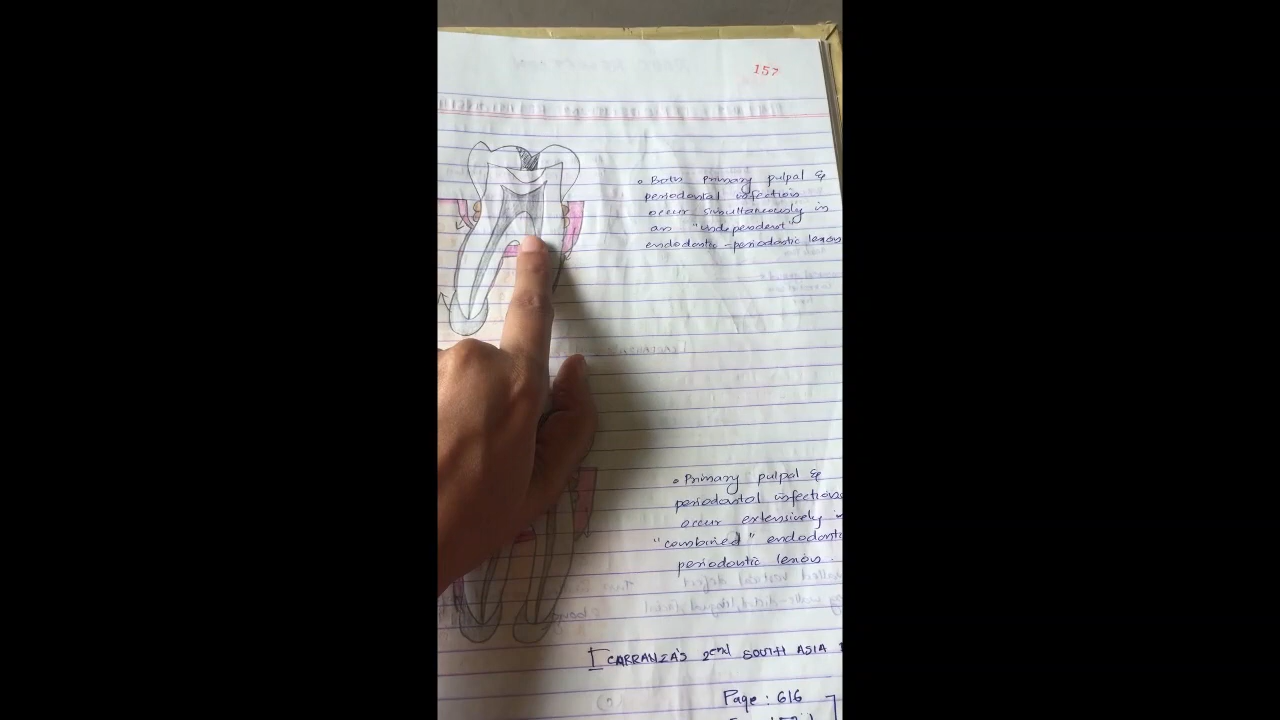 157
• Both Primary pulpal &
periodontal infection
occur simultaneously in
an "independent"
endodontic-periodontic lesion
• Primary pulpal &
periodontal infections
occur extensively
"combined" endodontic
periodontic lesion.
[CARRANZA'S 2nd SOUTH ASIA
Page: 616